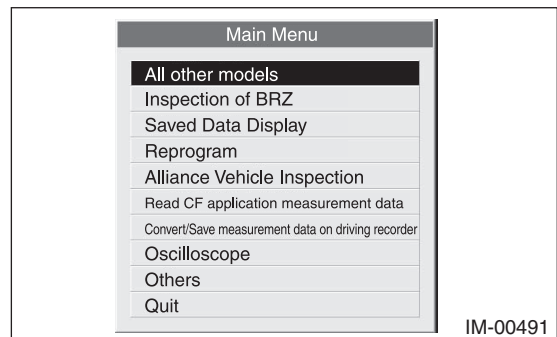 Main Menu
All other models
Inspection of BRZ
Saved Data Display
Reprogram
Alliance Vehicle Inspection
Read CF application measurement data
Convert/Save measurement data on driving recorder
Oscilloscope
Others
Quit
IM-00491